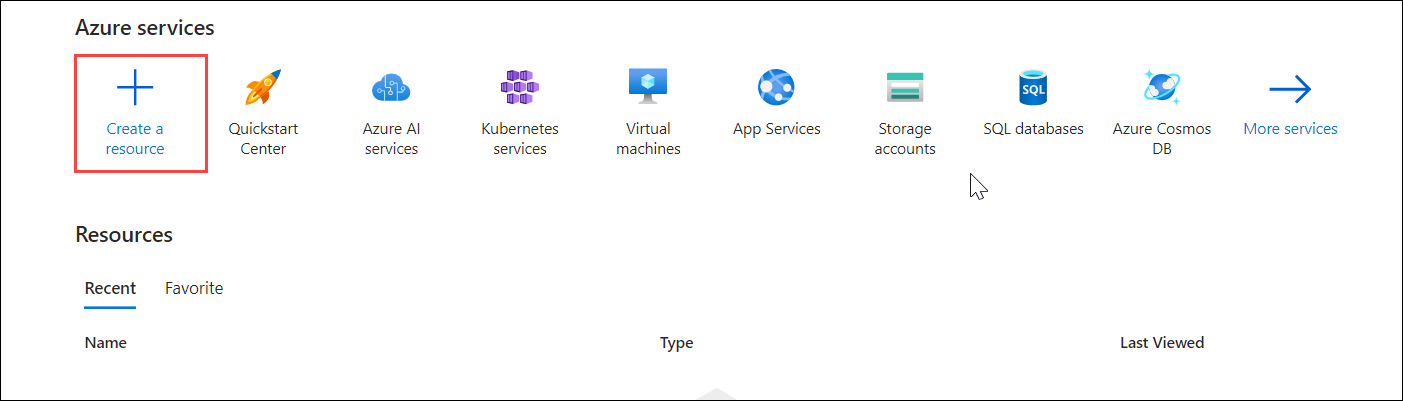 Azure services
Create a
resource
Quickstart
Center
Azure AI
services
Kubernetes
services
Virtual
machines
App Services
Storage
accounts
SQL
SQL databases
Azure Cosmos
DB
More services
Resources
Recent
Favorite
Name
Type
Last Viewed